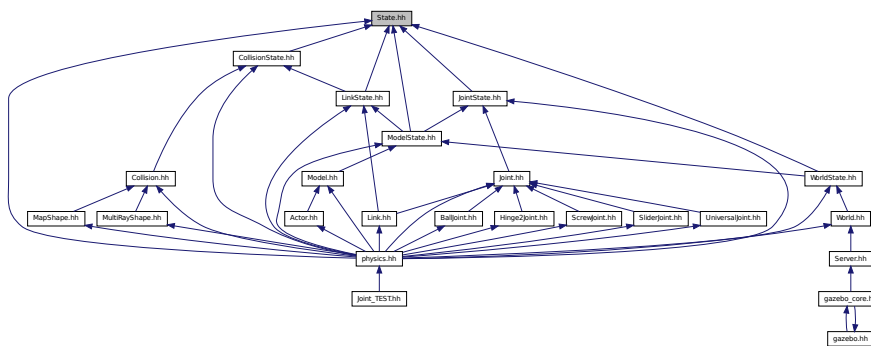 State.hh
CollisionState.hh
LinkState.hh
JointState.hh
ModelState.hh
Collision.hh
Model.hh
Joint.hh
WorldState.hh
MapShape.hh
MultiRayShape.hh
Actor.hh
Link.hh
BallJoint.hh
Hinge2Joint.hh
ScrewJoint.hh
SliderJoint.hh
UniversalJoint.hh
World.hh
physics.hh
Server.hh
Joint_TEST.hh
gazebo_core.h
gazebo.hh